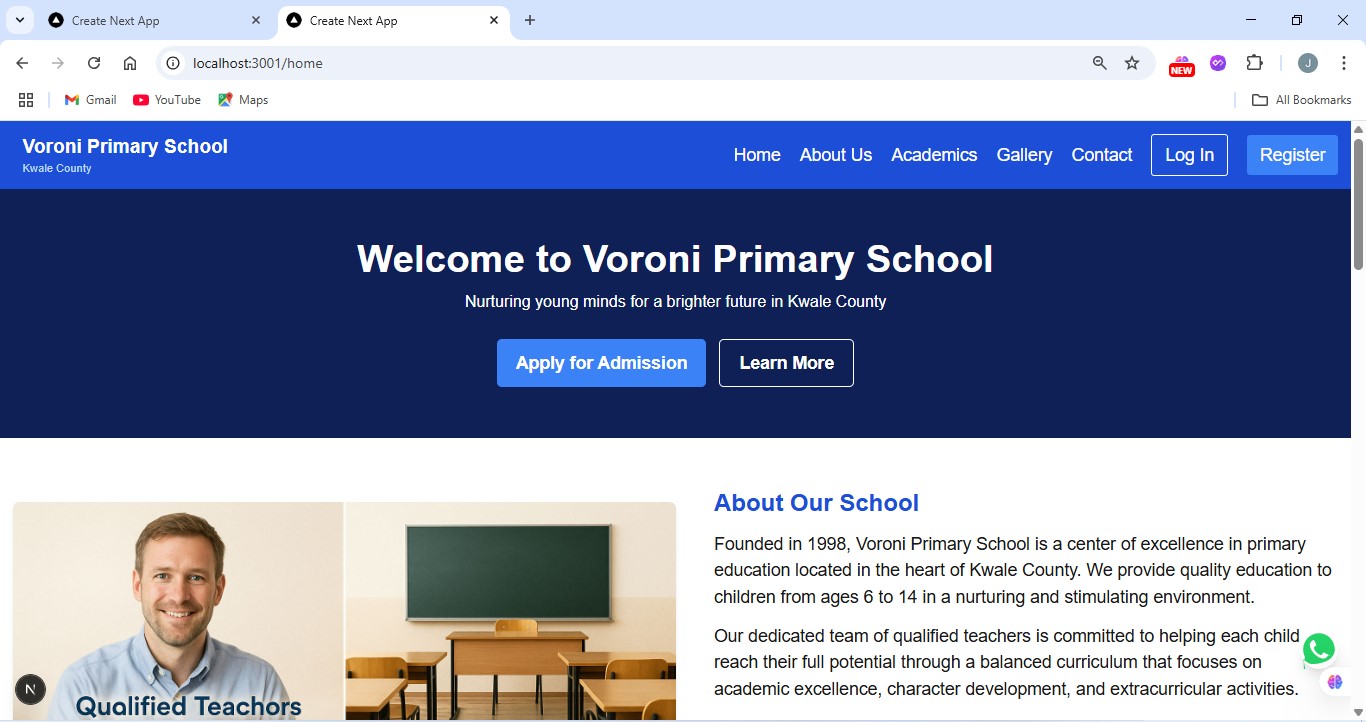 Create Next App
Create Next App
localhost:3001/home
NEW
J
Gmail
YouTube
Maps
All Bookmarks
Voroni Primary School
Kwale County
Home
About Us
Academics
Gallery
Contact
Log In
Register
Welcome to Voroni Primary School
Nurturing young minds for a brighter future in Kwale County
Apply for Admission
Learn More
About Our School
Founded in 1998, Voroni Primary School is a center of excellence in primary
education located in the heart of Kwale County. We provide quality education to
children from ages 6 to 14 in a nurturing and stimulating environment.
Our dedicated team of qualified teachers is committed to helping each child
reach their full potential through a balanced curriculum that focuses on
academic excellence, character development, and extracurricular activities.
Qualified Teachors
N